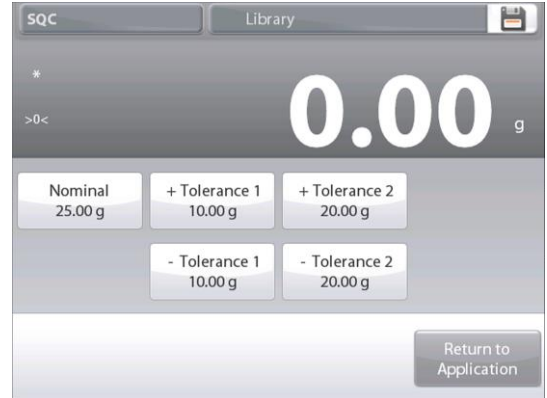 SQC
Library
*
>0<
0.00 g
Nominal
25.00 g
+ Tolerance 1
10.00 g
+ Tolerance 2
20.00 g
- Tolerance 1
10.00 g
- Tolerance 2
20.00 g
Return to
Application